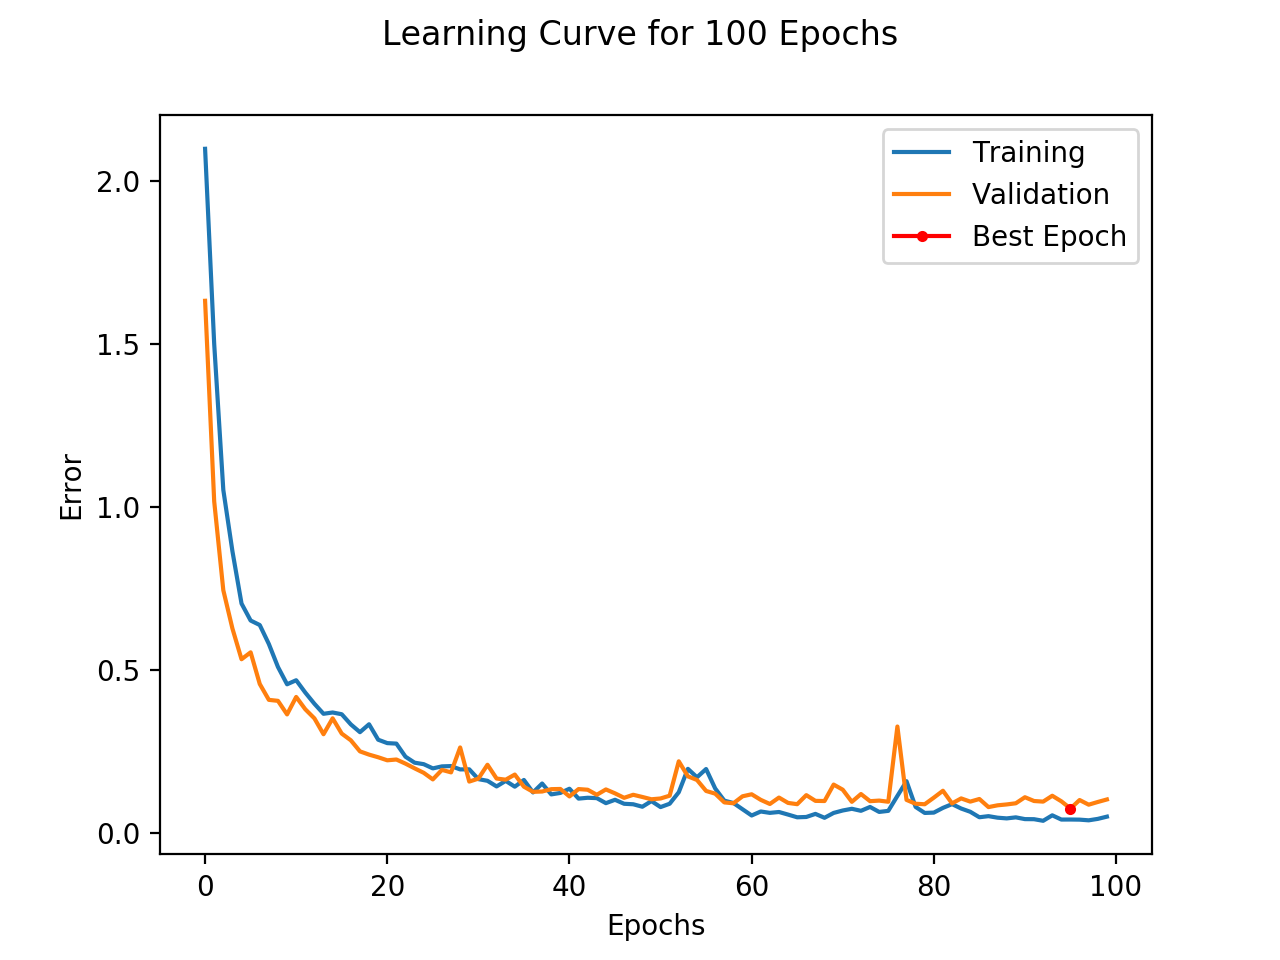 Learning Curve for 100 Epochs
Training
Validation
Best Epoch
2.0
1.5
1.0
0.5
0.0
Error
0 20 40 60 80 100
Epochs